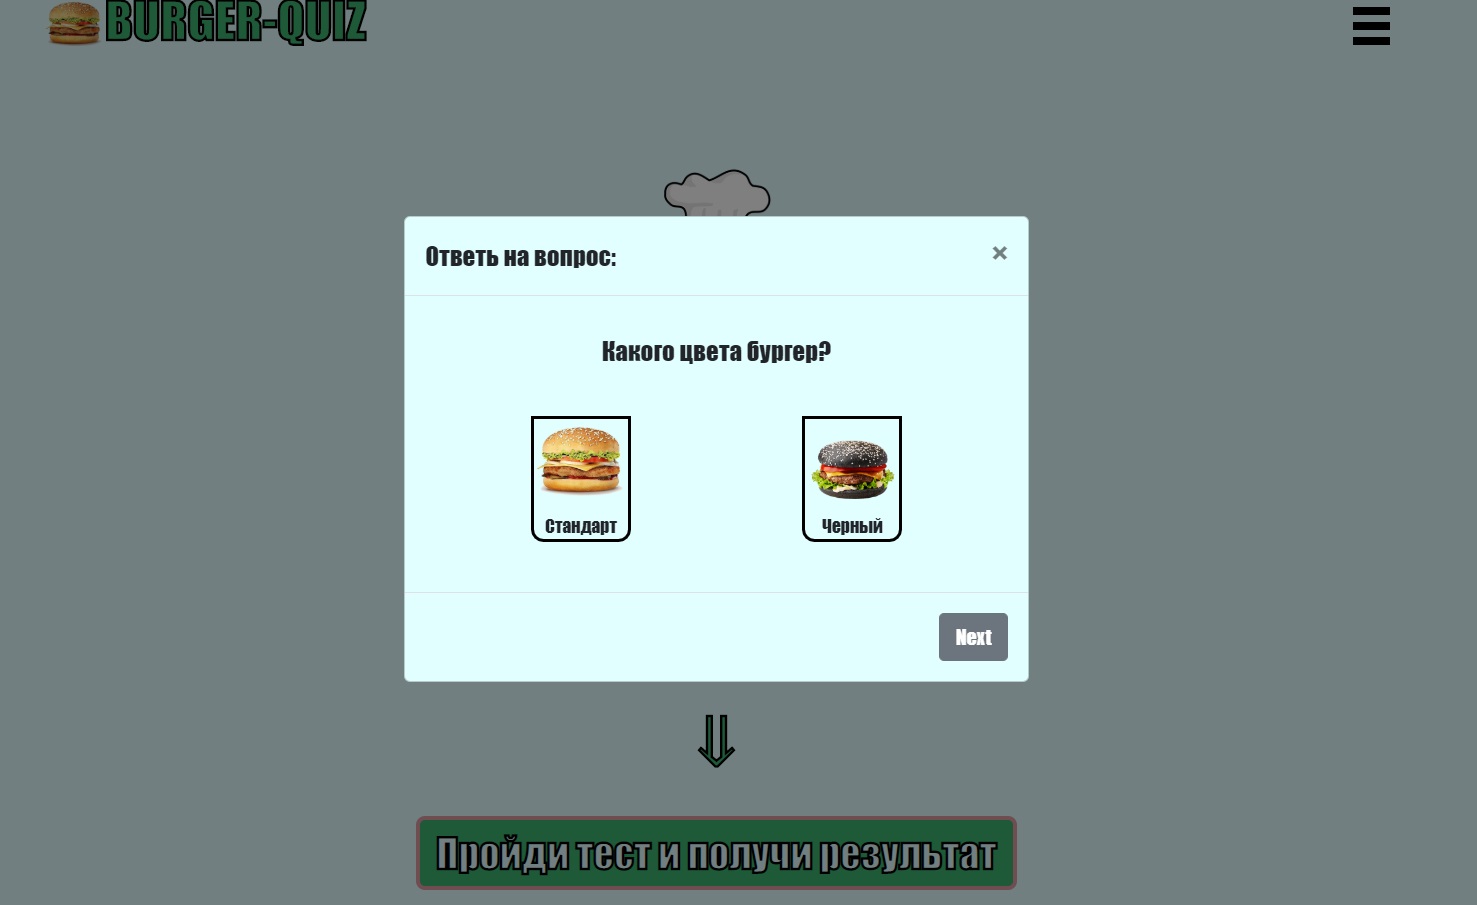 BURGER-QUIZ
Ответь на вопрос:
×
Какого цвета бургер?
Стандарт
Черный
Next
Пройди тест и получи результат